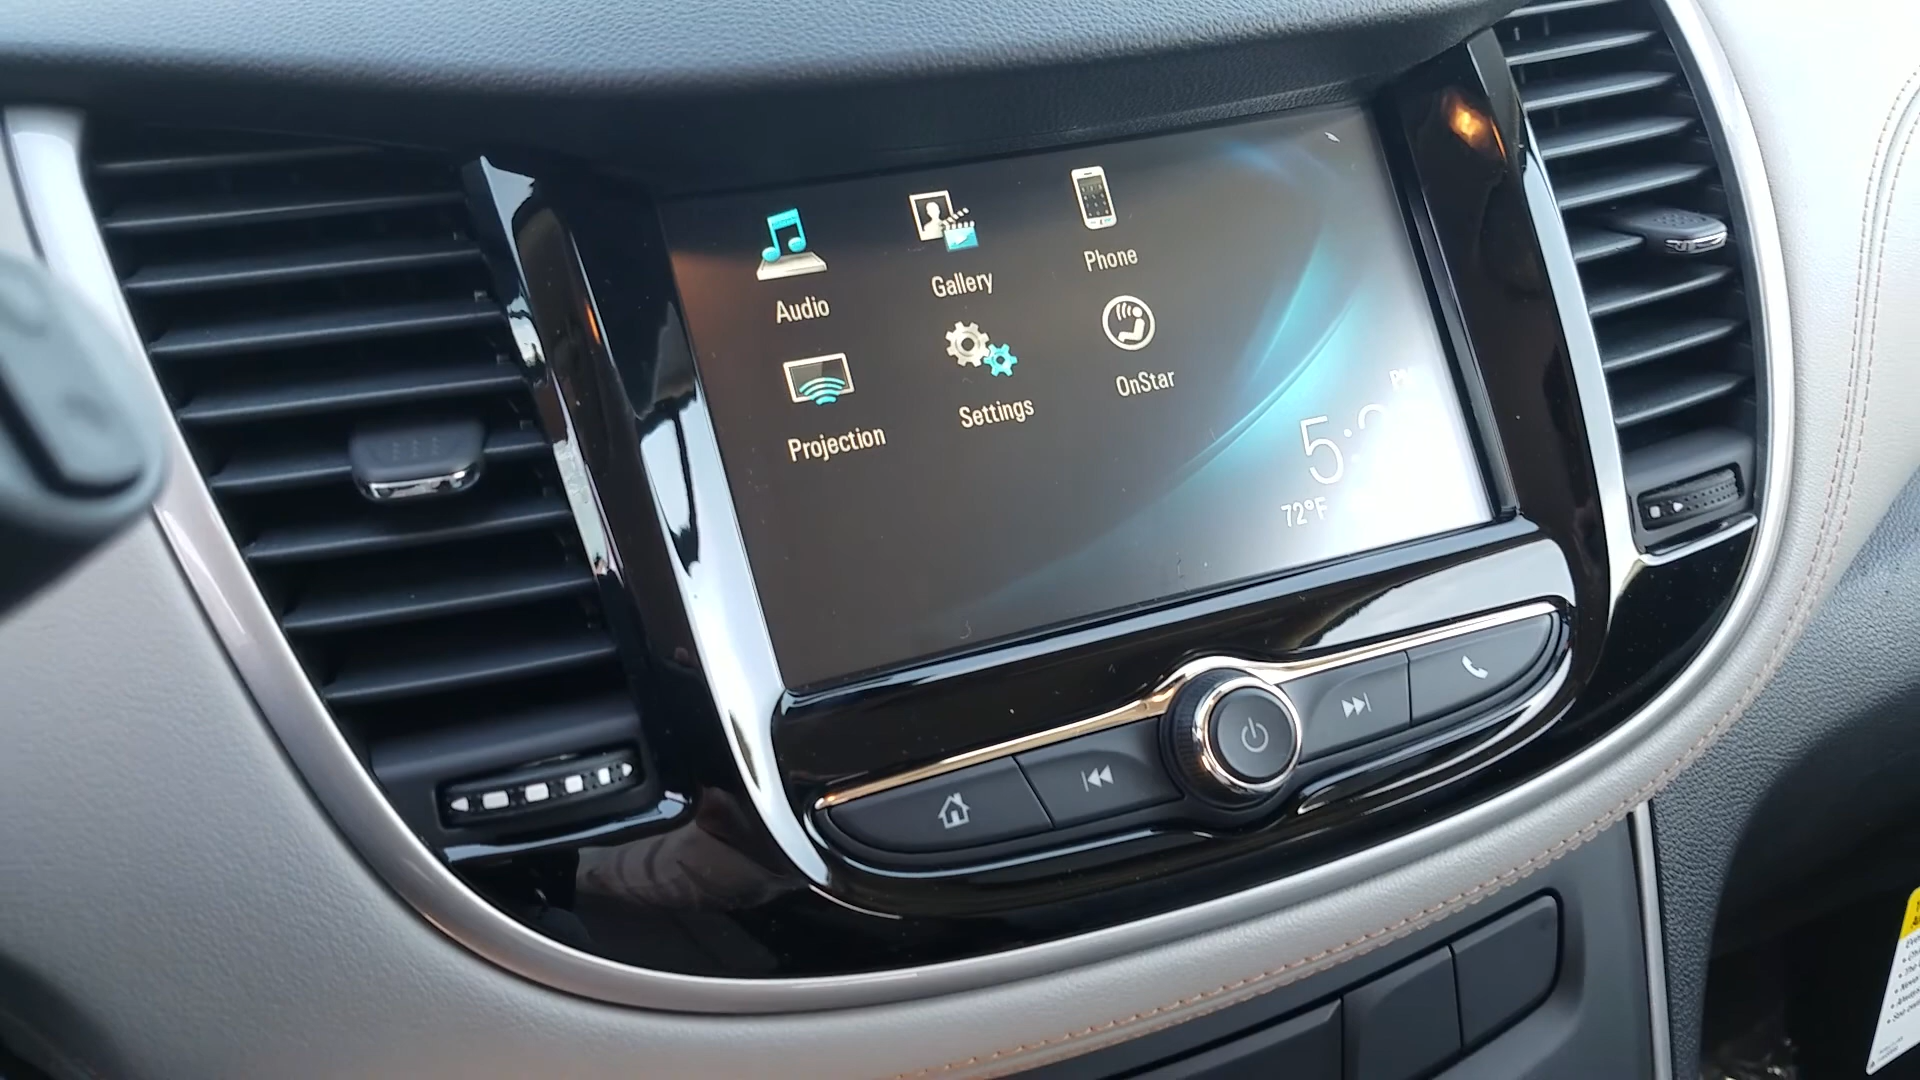 Audio
Gallery
Phone
Projection
Settings
OnStar
72°F